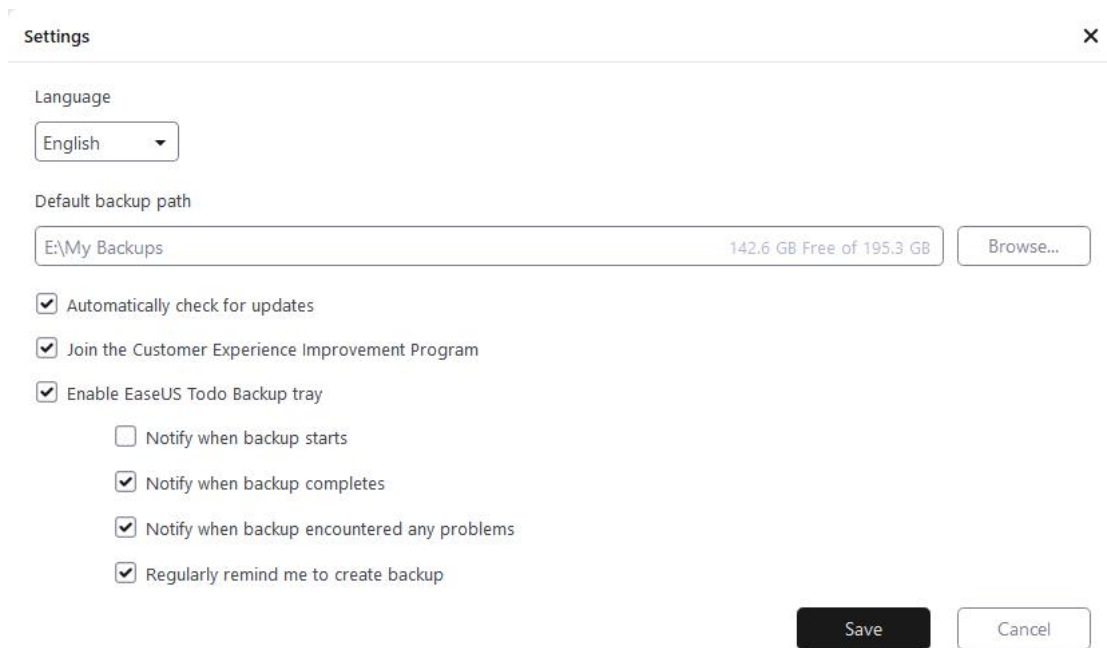 Settings
Language
English
Default backup path
E:\My Backups 142.6 GB Free of 195.3 GB Browse...
Automatically check for updates
Join the Customer Experience Improvement Program
Enable EaseUS Todo Backup tray
Notify when backup starts
Notify when backup completes
Notify when backup encountered any problems
Regularly remind me to create backup
Save Cancel